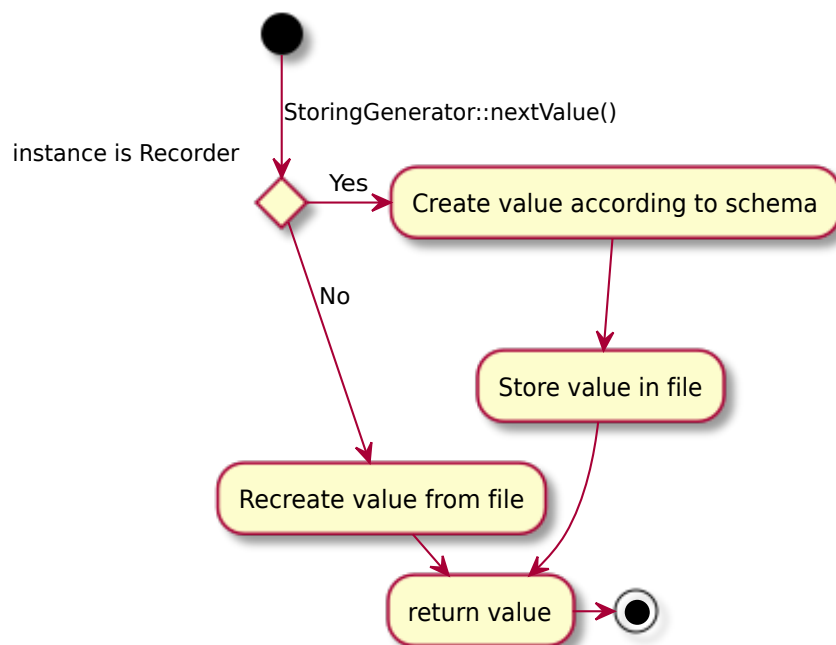 StoringGenerator::nextValue()
instance is Recorder
Yes
Create value according to schema
No
Store value in file
Recreate value from file
return value